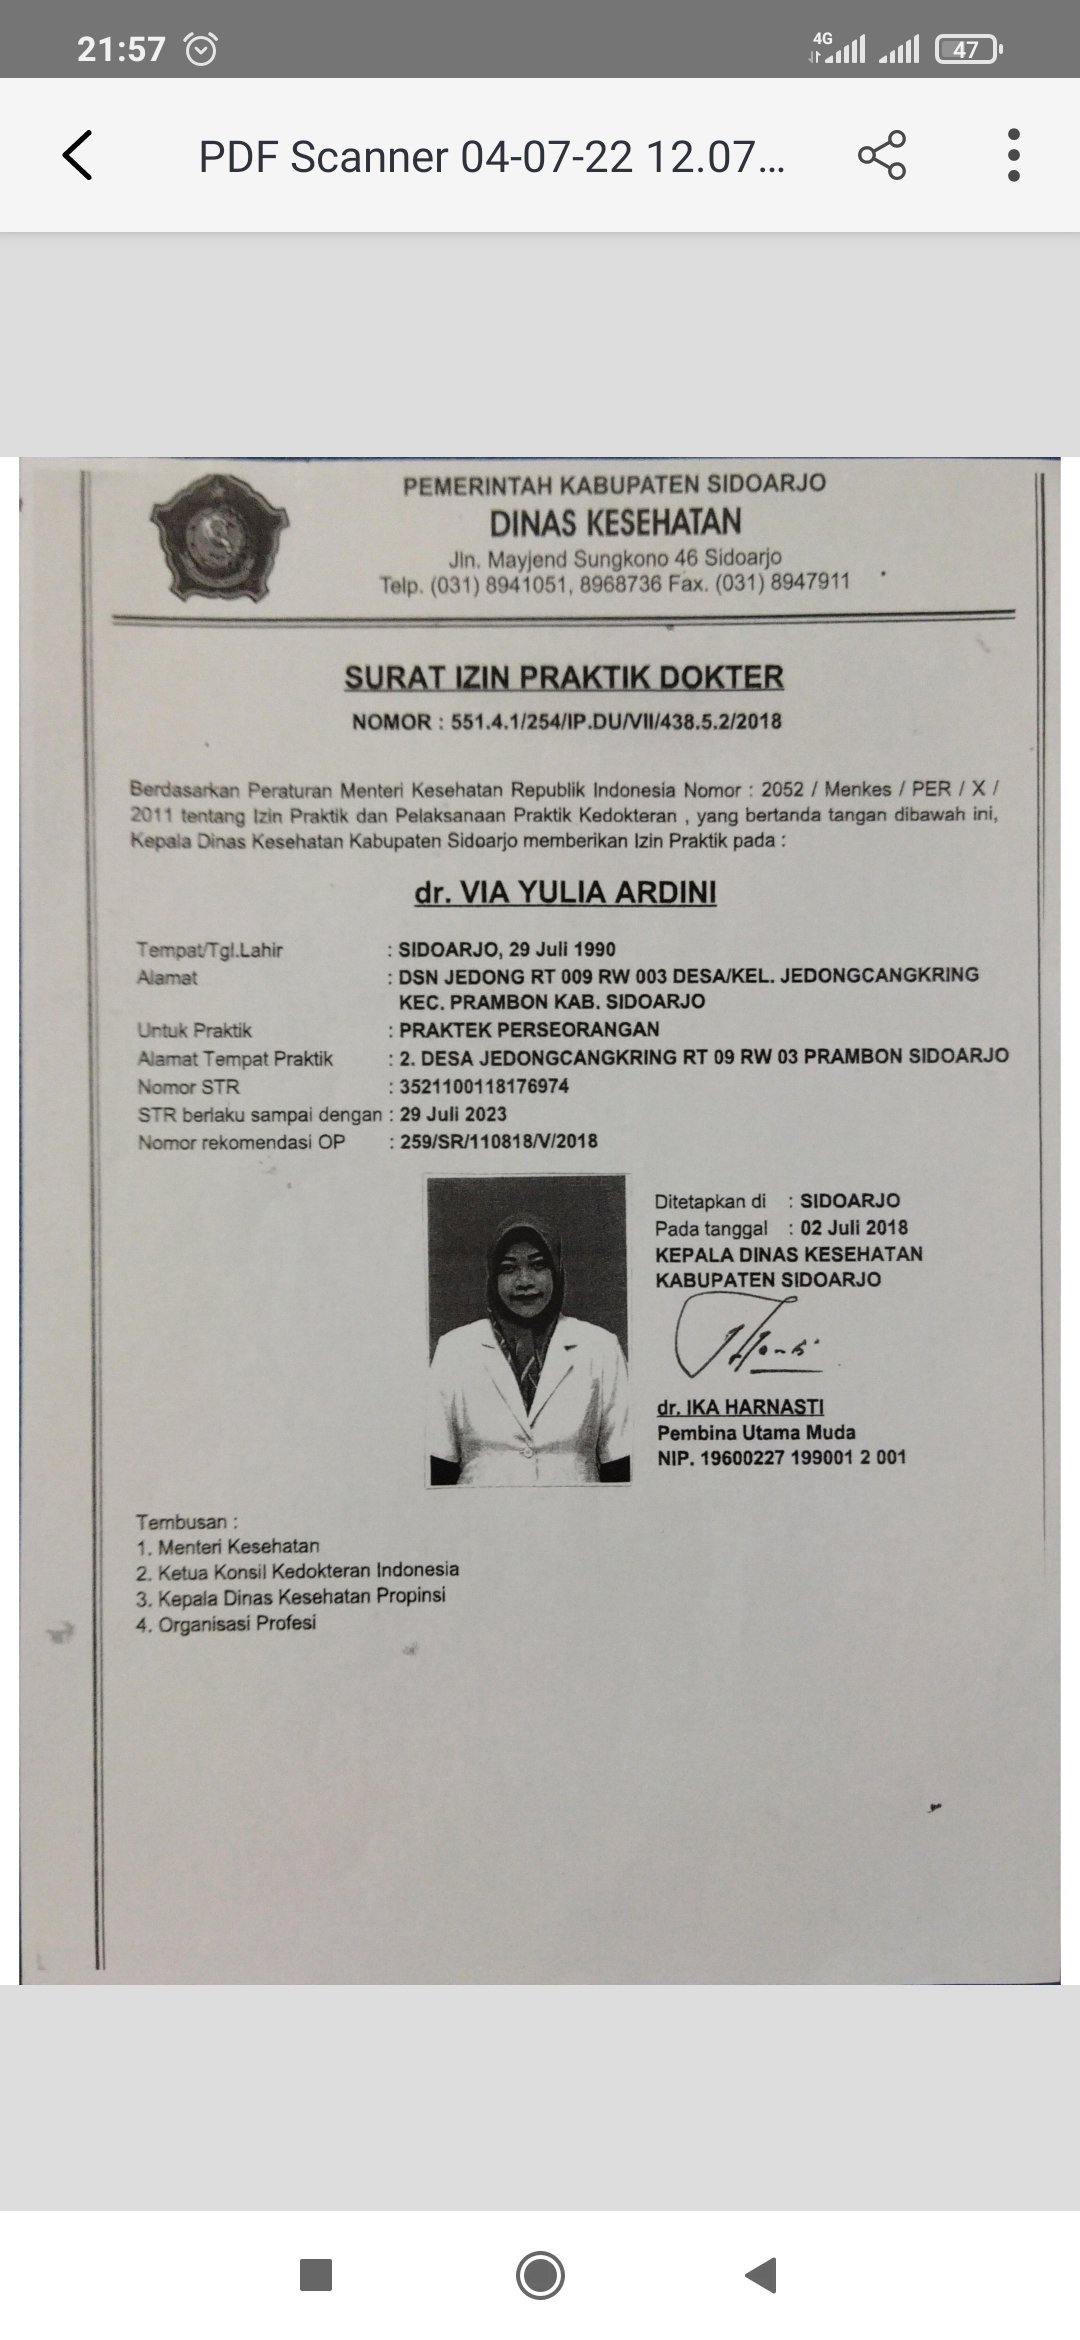 21:57
4G
47
PDF Scanner 04-07-22 12.07...
PEMERINTAH KABUPATEN SIDOARJO
DINAS KESEHATAN
Jln. Mayjend Sungkono 46 Sidoarjo
Telp. (031) 8941051, 8968736 Fax. (031) 8947911
SURAT IZIN PRAKTIK DOKTER
NOMOR : 551.4.1/254/IP.DU/VII/438.5.2/2018
Berdasarkan Peraturan Menteri Kesehatan Republik Indonesia Nomor : 2052 / Menkes / PER / X /
2011 tentang Izin Praktik dan Pelaksanaan Praktik Kedokteran , yang bertanda tangan dibawah ini,
Kepala Dinas Kesehatan Kabupaten Sidoarjo memberikan Izin Praktik pada :
dr. VIA YULIA ARDINI
Tempat/Tgl.Lahir : SIDOARJO, 29 Juli 1990
Alamat : DSN JEDONG RT 009 RW 003 DESA/KEL. JEDONGCANGKRING
KEC. PRAMBON KAB. SIDOARJO
Untuk Praktik : PRAKTEK PERSEORANGAN
Alamat Tempat Praktik : 2. DESA JEDONGCANGKRING RT 09 RW 03 PRAMBON SIDOARJO
Nomor STR : 3521100118176974
STR berlaku sampai dengan : 29 Juli 2023
Nomor rekomendasi OP : 259/SR/110818/V/2018
Ditetapkan di : SIDOARJO
Pada tanggal : 02 Juli 2018
KEPALA DINAS KESEHATAN
KABUPATEN SIDOARJO
dr. IKA HARNASTI
Pembina Utama Muda
NIP. 19600227 199001 2 001
Tembusan :
1. Menteri Kesehatan
2. Ketua Konsil Kedokteran Indonesia
3. Kepala Dinas Kesehatan Propinsi
4. Organisasi Profesi